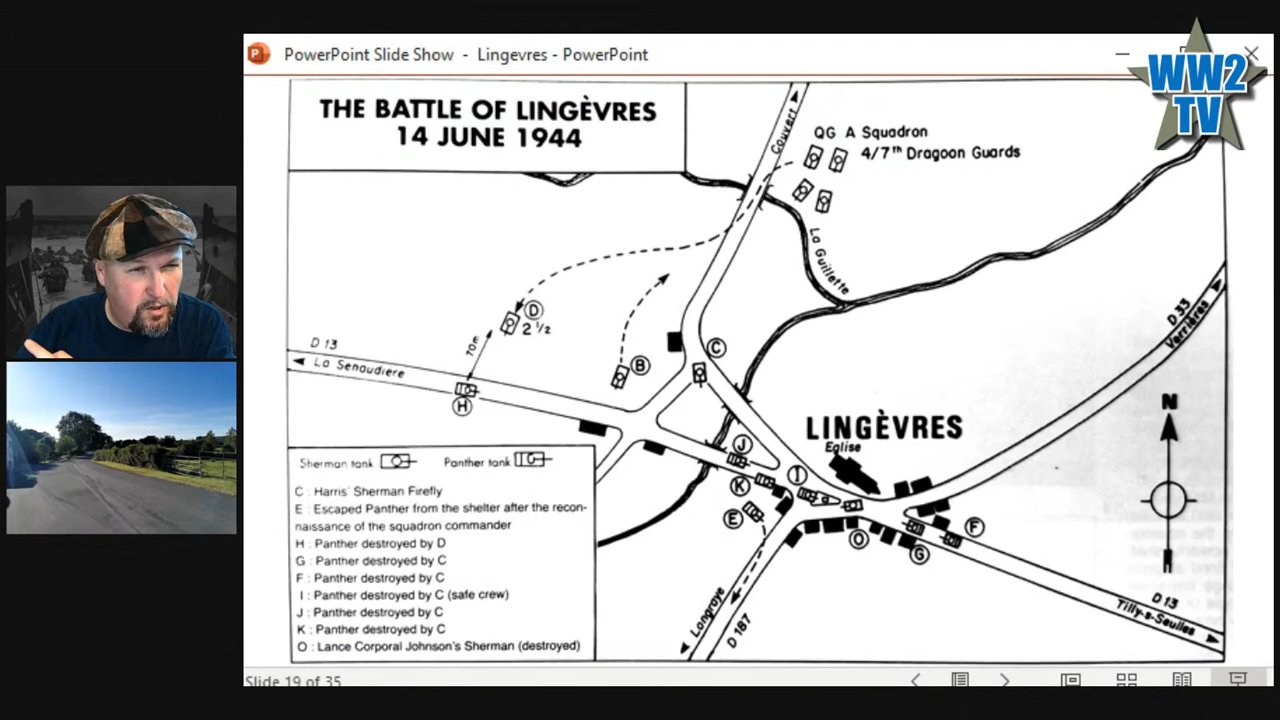 PowerPoint Slide Show - Lingevres - PowerPoint
WW2
TV
THE BATTLE OF LINGÈVRES
14 JUNE 1944
Couvert
QG A Squadron
4/7th Dragoon Guards
La Guillette
D
2 1/2
70m
D 33
Verrières
D 13
La Senaudière
B
C
H
LINGÈVRES
Eglise
N
J
I
K
E
F
O
G
Sherman tank
Panther tank
C : Harris' Sherman Firefly
E : Escaped Panther from the shelter after the recon-
naissance of the squadron commander
H : Panther destroyed by D
G : Panther destroyed by C
F : Panther destroyed by C
I : Panther destroyed by C (safe crew)
J : Panther destroyed by C
K : Panther destroyed by C
O : Lance Corporal Johnson's Sherman (destroyed)
Longraye
D 187
D 13
Tilly-s-Seulles
Slide 19 of 35